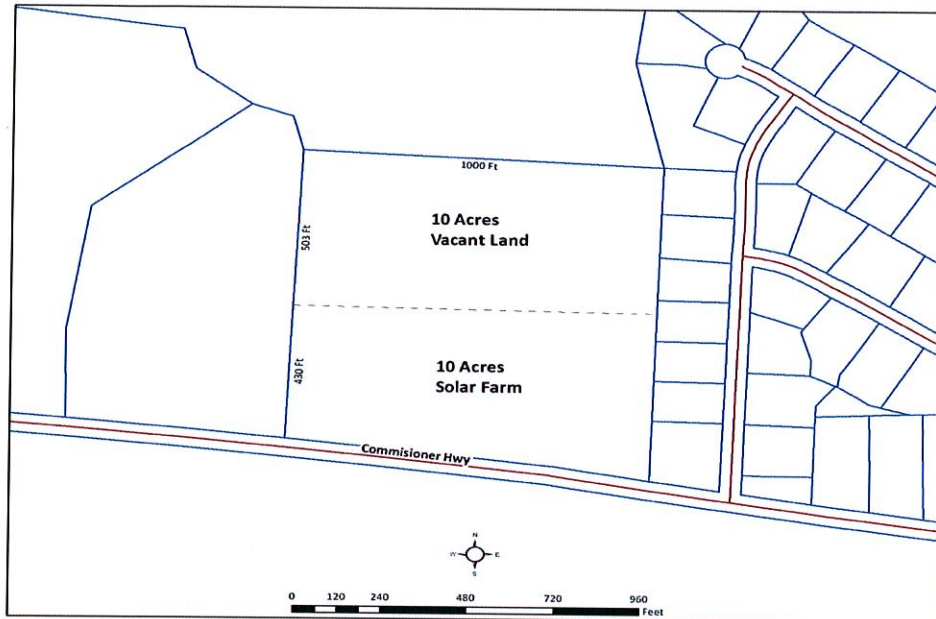 1000 Ft
10 Acres
Vacant Land
503 Ft
10 Acres
Solar Farm
430 Ft
Commisioner Hwy
N
W E
S
0 120 240 480 720 960
Feet